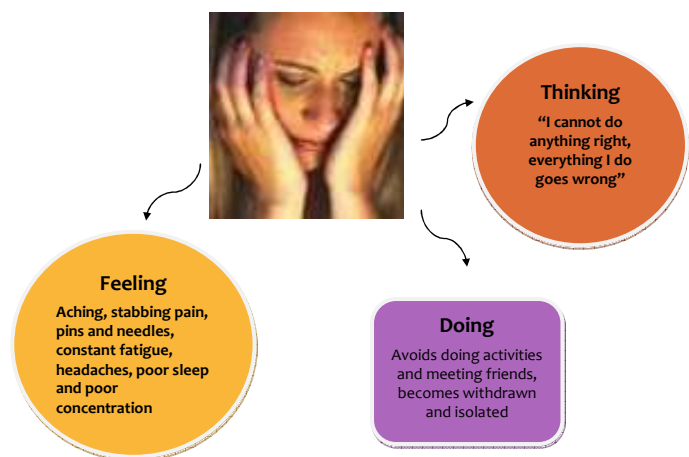 Thinking
“I cannot do
anything right,
everything I do
goes wrong”
Feeling
Aching, stabbing pain,
pins and needles,
constant fatigue,
headaches, poor sleep
and poor
concentration
Doing
Avoids doing activities
and meeting friends,
becomes withdrawn
and isolated